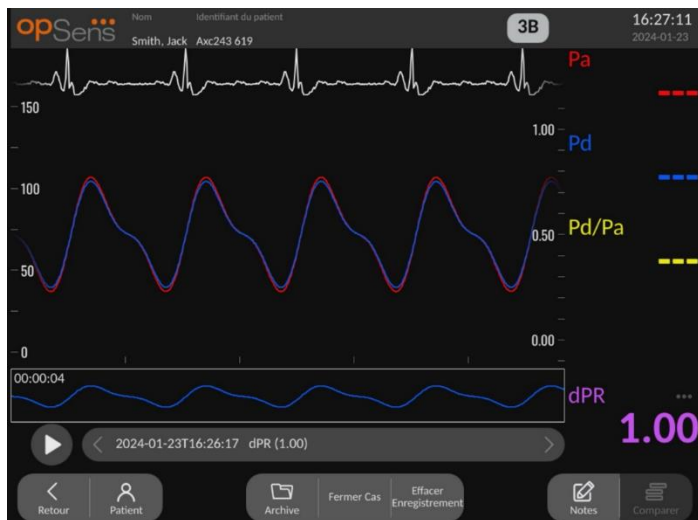 opSens
Nom Identifiant du patient
Smith, Jack Axc243 619
3B
16:27:11
2024-01-23
Pa
---
150
1.00
Pd
---
100
0.50
Pd/Pa
---
50
0.00
0
00:00:04
dPR
...
1.00
2024-01-23T16:26:17 dPR (1.00)
Retour
Patient
Archive
Fermer Cas
Effacer
Enregistrement
Notes
Comparer